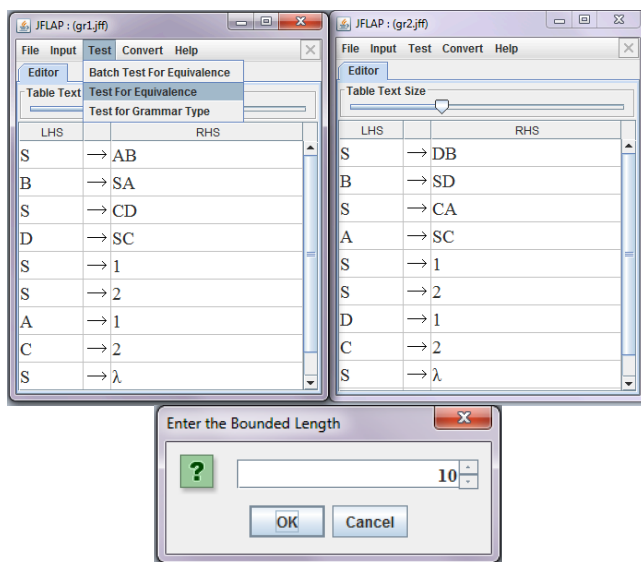 JFLAP : (gr1.jff)
File Input Test Convert Help
Editor
Batch Test For Equivalence
Table Text
Test For Equivalence
Test for Grammar Type
LHS RHS
S → AB
B → SA
S → CD
D → SC
S → 1
S → 2
A → 1
C → 2
S → λ
JFLAP : (gr2.jff)
File Input Test Convert Help
Editor
Table Text Size
LHS RHS
S → DB
B → SD
S → CA
A → SC
S → 1
S → 2
D → 1
C → 2
S → λ
Enter the Bounded Length
?
10
OK Cancel